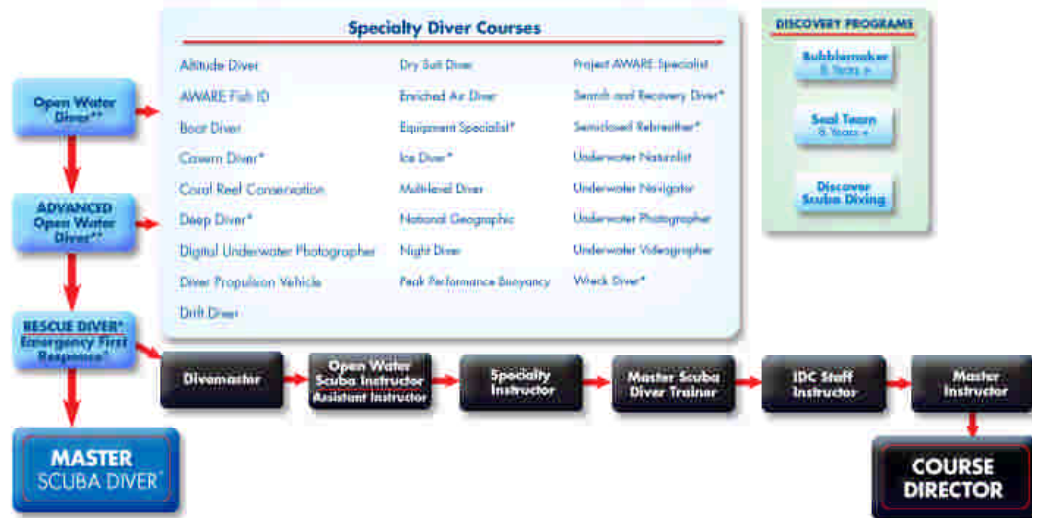 Specialty Diver Courses
Altitude Diver
AWARE Fish ID
Boat Diver
Cavern Diver*
Coral Reef Conservation
Deep Diver*
Digital Underwater Photographer
Diver Propulsion Vehicle
Drift Diver
Dry Suit Diver
Enriched Air Diver
Equipment Specialist*
Ice Diver*
Multilevel Diver
National Geographic
Night Diver
Peak Performance Buoyancy
Project AWARE Specialist
Search and Recovery Diver*
Semiclosed Rebreather*
Underwater Naturalist
Underwater Navigator
Underwater Photographer
Underwater Videographer
Wreck Diver*
DISCOVERY PROGRAMS
Bubblemaker
8 Years +
Seal Team
8 Years +
Discover
Scuba Diving
Open Water
Diver**
ADVANCED
Open Water
Diver**
RESCUE DIVER*
Emergency First
Response*
MASTER
SCUBA DIVER*
Divemaster
Open Water
Scuba Instructor
Assistant Instructor
Specialty
Instructor
Master Scuba
Diver Trainer
IDC Staff
Instructor
Master
Instructor
COURSE
DIRECTOR